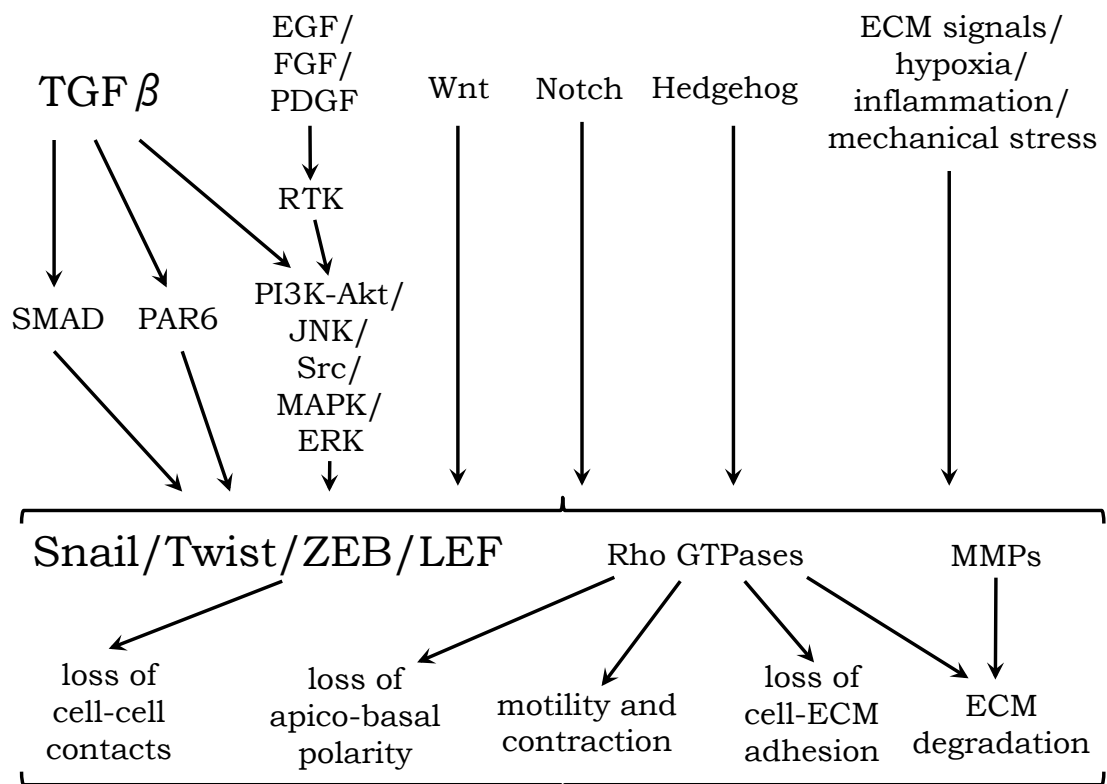 TGFβ
EGF/
FGF/
PDGF
Wnt
Notch
Hedgehog
ECM signals/
hypoxia/
inflammation/
mechanical stress
RTK
SMAD
PAR6
PI3K-Akt/
JNK/
Src/
MAPK/
ERK
Snail/Twist/ZEB/LEF
Rho GTPases
MMPs
loss of
cell-cell
contacts
loss of
apico-basal
polarity
motility and
contraction
loss of
cell-ECM
adhesion
ECM
degradation